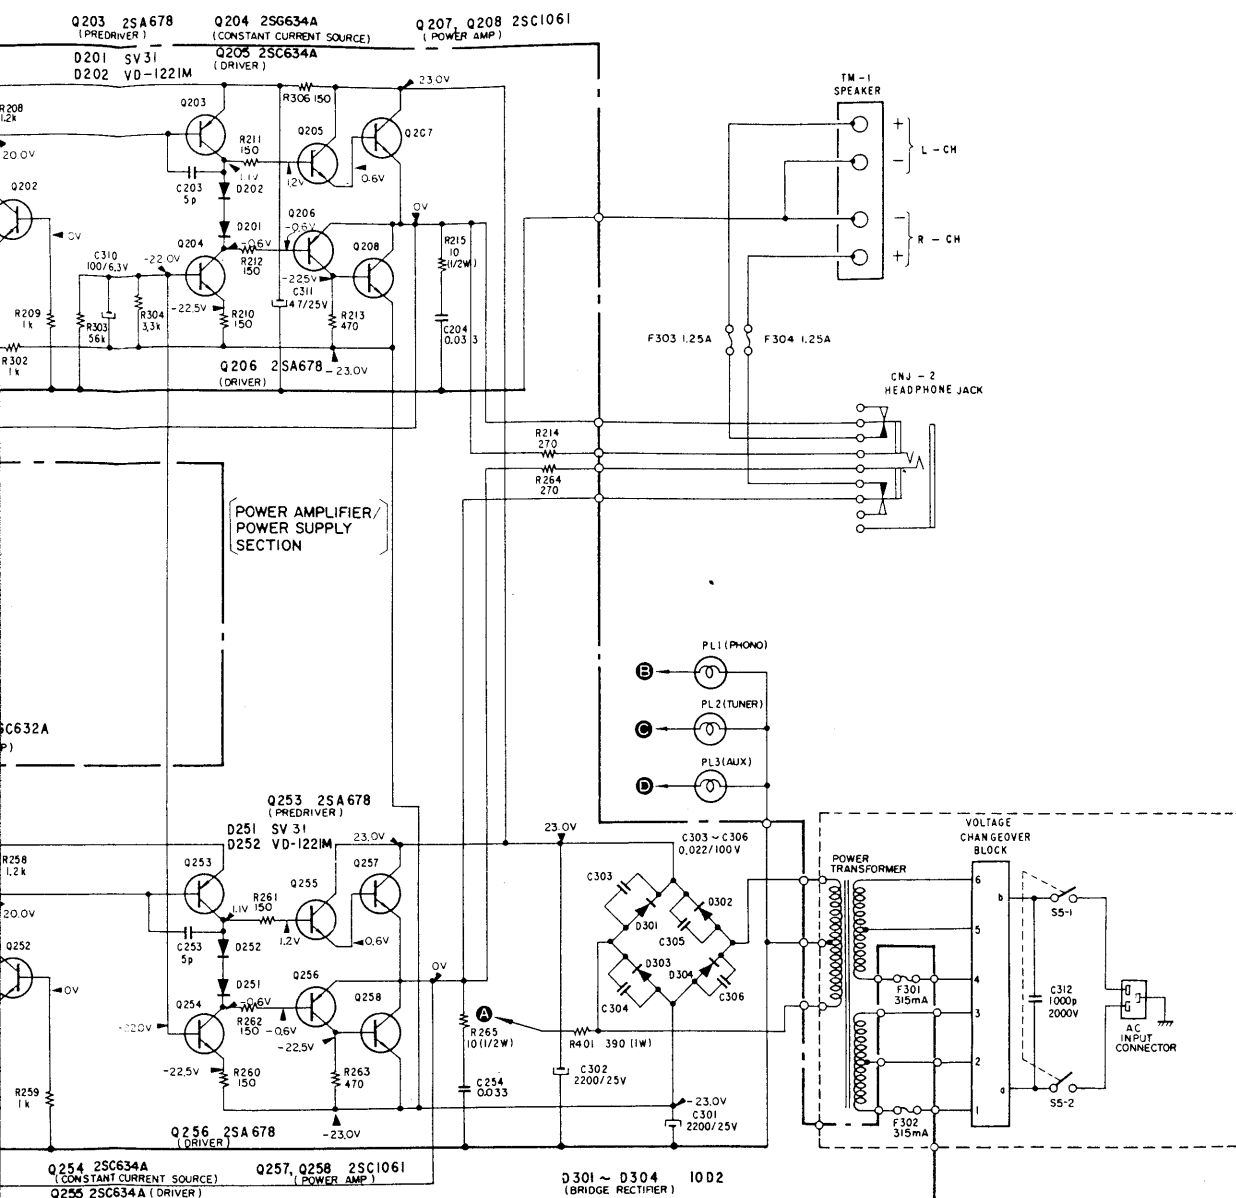 Q203 2SA678
(PREDRIVER)
Q204 2SG634A
(CONSTANT CURRENT SOURCE)
Q207, Q208 2SC1061
(POWER AMP)
D201 SV31
D202 VD-1221M
Q205 2SC634A
(DRIVER)
R208
1.2k
20.0V
Q203
R306 150
23.0V
Q205
Q207
R211
150
C203
5p
1.1V
D202
1.2V
0.6V
Q202
0V
D201
Q206
-0.6V
0V
C310
100/6.3V
-22.0V
Q204
-0.6V
R212
150
Q208
R215
10
(1/2W)
-22.5V
C311
47/25V
-22.5V
R209
1k
R303
56k
R304
3.3k
R210
150
R213
470
C204
0.033
R302
1k
Q206 2SA678
(DRIVER)
-23.0V
TM-1
SPEAKER
+
-
L-CH
-
+
R-CH
F303 1.25A
F304 1.25A
CNJ-2
HEADPHONE JACK
R214
270
R264
270
POWER AMPLIFIER/
POWER SUPPLY
SECTION
PL1(PHONO)
B
PL2(TUNER)
C
PL3(AUX)
D
SC632A
P)
Q253 2SA678
(PREDRIVER)
D251 SV31
D252 VD-1221M
23.0V
23.0V
C303~C306
0.022/100V
R258
1.2k
20.0V
Q253
Q255
Q257
R261
150
1.1V
C253
5p
D252
1.2V
0.6V
Q252
0V
D251
Q256
0V
Q254
-0.6V
R262
150
-0.6V
Q258
-22.0V
-22.5V
-22.5V
R259
1k
R260
150
R263
470
A
R265
10(1/2W)
C254
0.033
R401 390 (1W)
C302
2200/25V
-23.0V
C301
2200/25V
C303
D301
D302
C305
D303
D304
C304
C306
-23.0V
Q256 2SA678
(DRIVER)
Q254 2SC634A
(CONSTANT CURRENT SOURCE)
Q255 2SC634A (DRIVER)
Q257, Q258 2SC1061
(POWER AMP)
D301 ~ D304 10D2
(BRIDGE RECTIFIER)
POWER
TRANSFORMER
VOLTAGE
CHANGEOVER
BLOCK
6
5
4
3
2
1
b
a
F301
315mA
F302
315mA
C312
1000p
2000V
S5-1
S5-2
AC
INPUT
CONNECTOR